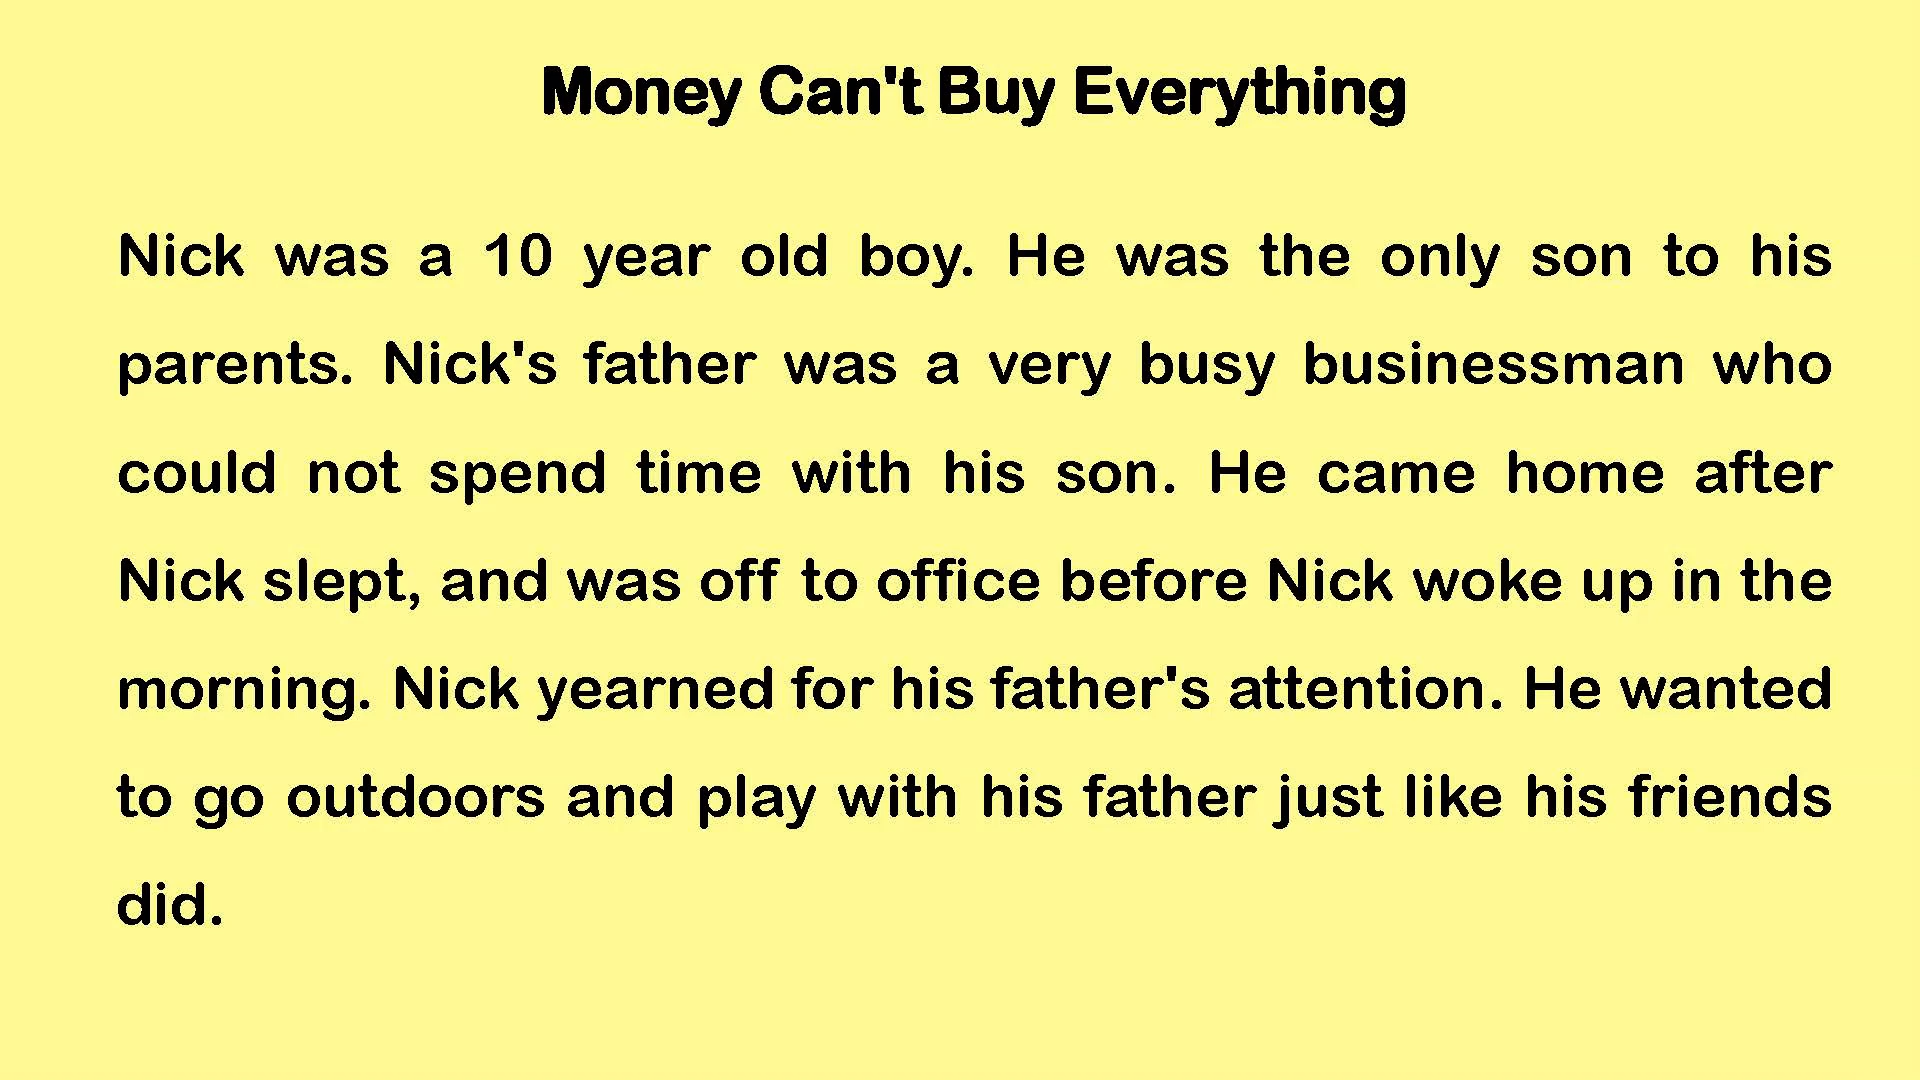 Money Can't Buy Everything
Nick was a 10 year old boy. He was the only son to his
parents. Nick's father was a very busy businessman who
could not spend time with his son. He came home after
Nick slept, and was off to office before Nick woke up in the
morning. Nick yearned for his father's attention. He wanted
to go outdoors and play with his father just like his friends
did.